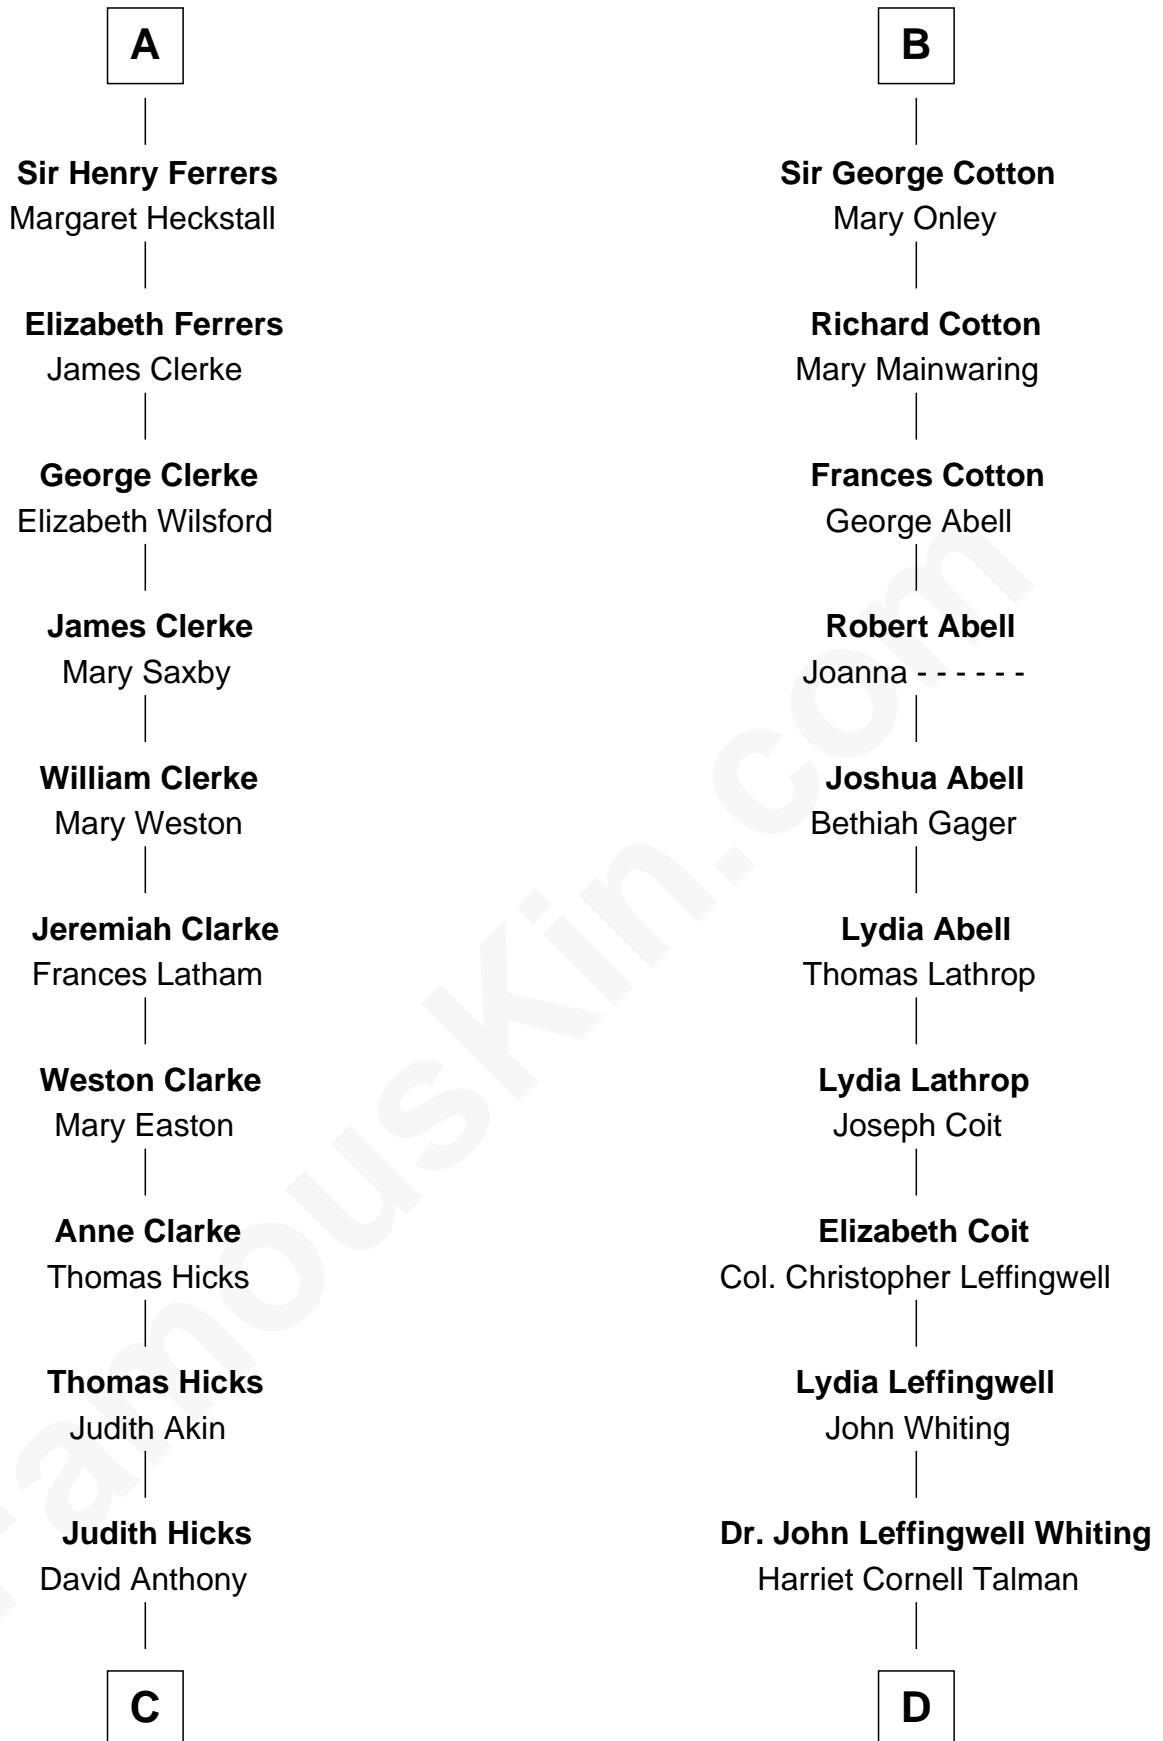 A
Sir Henry Ferrers
Margaret Heckstall
Elizabeth Ferrers
James Clerke
George Clerke
Elizabeth Wilsford
James Clerke
Mary Saxby
William Clerke
Mary Weston
Jeremiah Clarke
Frances Latham
Weston Clarke
Mary Easton
Anne Clarke
Thomas Hicks
Thomas Hicks
Judith Akin
Judith Hicks
David Anthony
C
B
Sir George Cotton
Mary Onley
Richard Cotton
Mary Mainwaring
Frances Cotton
George Abell
Robert Abell
Joanna - - - - - -
Joshua Abell
Bethiah Gager
Lydia Abell
Thomas Lathrop
Lydia Lathrop
Joseph Coit
Elizabeth Coit
Col. Christopher Leffingwell
Lydia Leffingwell
John Whiting
Dr. John Leffingwell Whiting
Harriet Cornell Talman
D
FamousKin.com